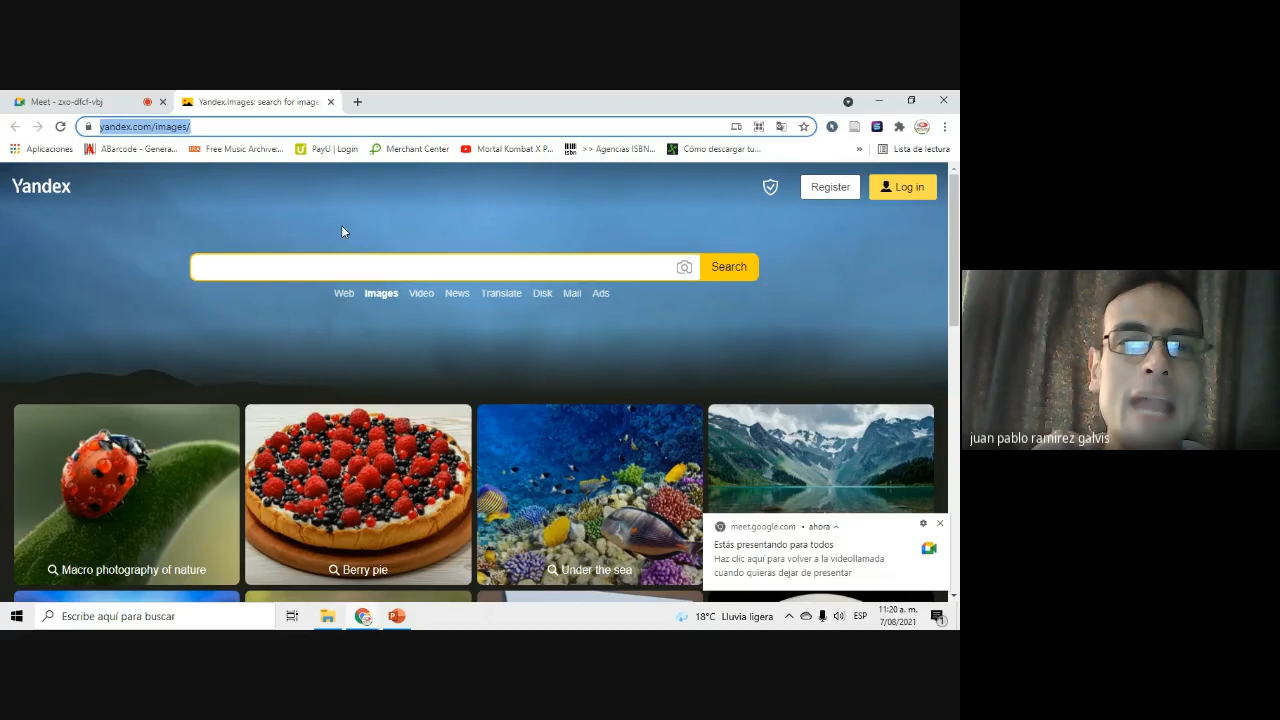 Meet - zxo-dfcf-vbj
Yandex.Images: search for image
yandex.com/images/
Aplicaciones
ABarcode - Genera...
Free Music Archive:...
PayU | Login
Merchant Center
Mortal Kombat X P...
>> Agencias ISBN...
Cómo descargar tu...
»
Lista de lectura
Yandex
Register
Log in
Search
Web Images Video News Translate Disk Mail Ads
juan pablo ramirez galvis
Macro photography of nature
Berry pie
Under the sea
meet.google.com • ahora
Estás presentando para todos
Haz clic aquí para volver a la videollamada
cuando quieras dejar de presentar
Escribe aquí para buscar
18°C Lluvia ligera
ESP
11:20 a. m.
7/08/2021
1